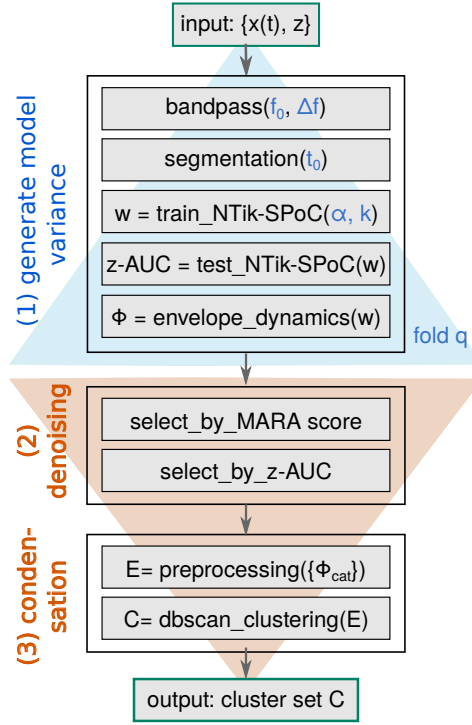 input: {x(t), z}
(1) generate model
variance
bandpass(f₀, Δf)
segmentation(t₀)
w = train_NTik-SPoC(α, k)
z-AUC = test_NTik-SPoC(w)
Φ = envelope_dynamics(w)
fold q
(2)
denoising
select_by_MARA score
select_by_z-AUC
(3) conden-
sation
E= preprocessing({Φcat})
C= dbscan_clustering(E)
output: cluster set C